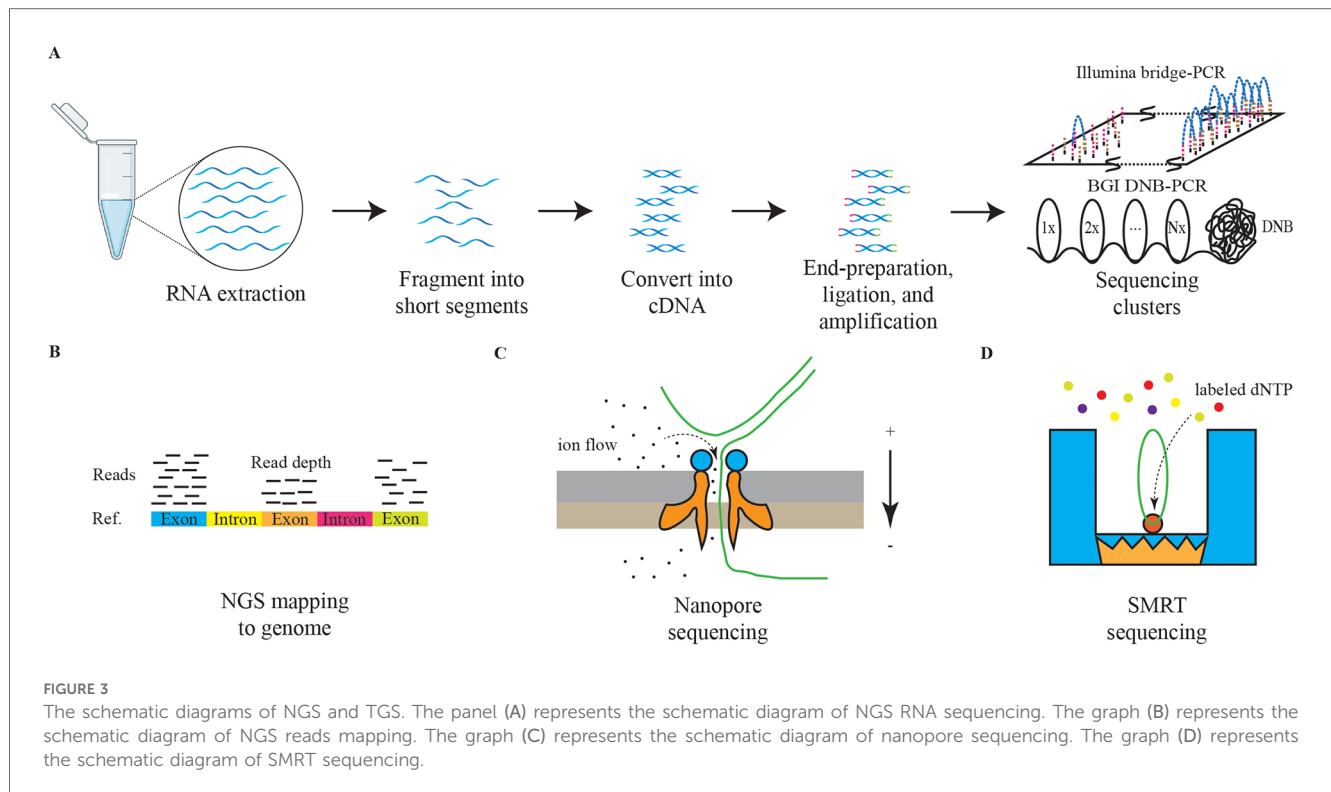 A
Illumina bridge-PCR
BGI DNB-PCR
1x
2x
...
Nx
DNB
RNA extraction
Fragment into
short segments
Convert into
cDNA
End-preparation,
ligation, and
amplification
Sequencing
clusters
B
Reads
Read depth
Ref.
Exon
Intron
Exon
Intron
Exon
NGS mapping
to genome
C
ion flow
+
-
Nanopore
sequencing
D
labeled dNTP
SMRT
sequencing
FIGURE 3
The schematic diagrams of NGS and TGS. The panel (A) represents the schematic diagram of NGS RNA sequencing. The graph (B) represents the
schematic diagram of NGS reads mapping. The graph (C) represents the schematic diagram of nanopore sequencing. The graph (D) represents
the schematic diagram of SMRT sequencing.